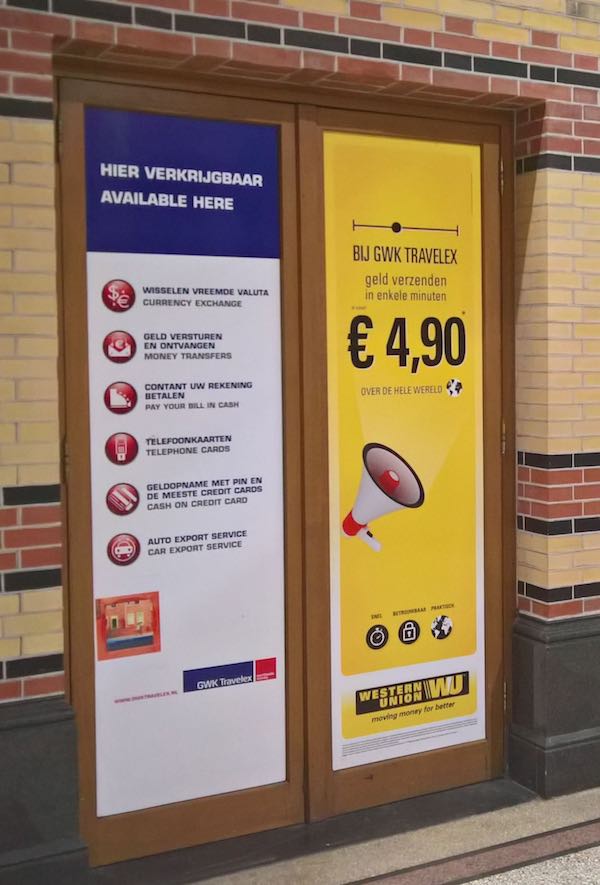 HIER VERKRIJGBAAR
AVAILABLE HERE
WISSELEN VREEMDE VALUTA
CURRENCY EXCHANGE
GELD VERSTUREN
EN ONTVANGEN
MONEY TRANSFERS
CONTANT UW REKENING
BETALEN
PAY YOUR BILL IN CASH
TELEFOONKAARTEN
TELEPHONE CARDS
GELDOPNAME MET PIN EN
DE MEESTE CREDIT CARDS
CASH ON CREDIT CARD
AUTO EXPORT SERVICE
CAR EXPORT SERVICE
GWK Travelex
WWW.GWKTRAVELEX.NL
BIJ GWK TRAVELEX
geld verzenden
in enkele minuten
€ 4,90*
OVER DE HELE WERELD
SNEL BETROUWBAAR PRAKTISCH
WESTERN
UNION WU
moving money for better